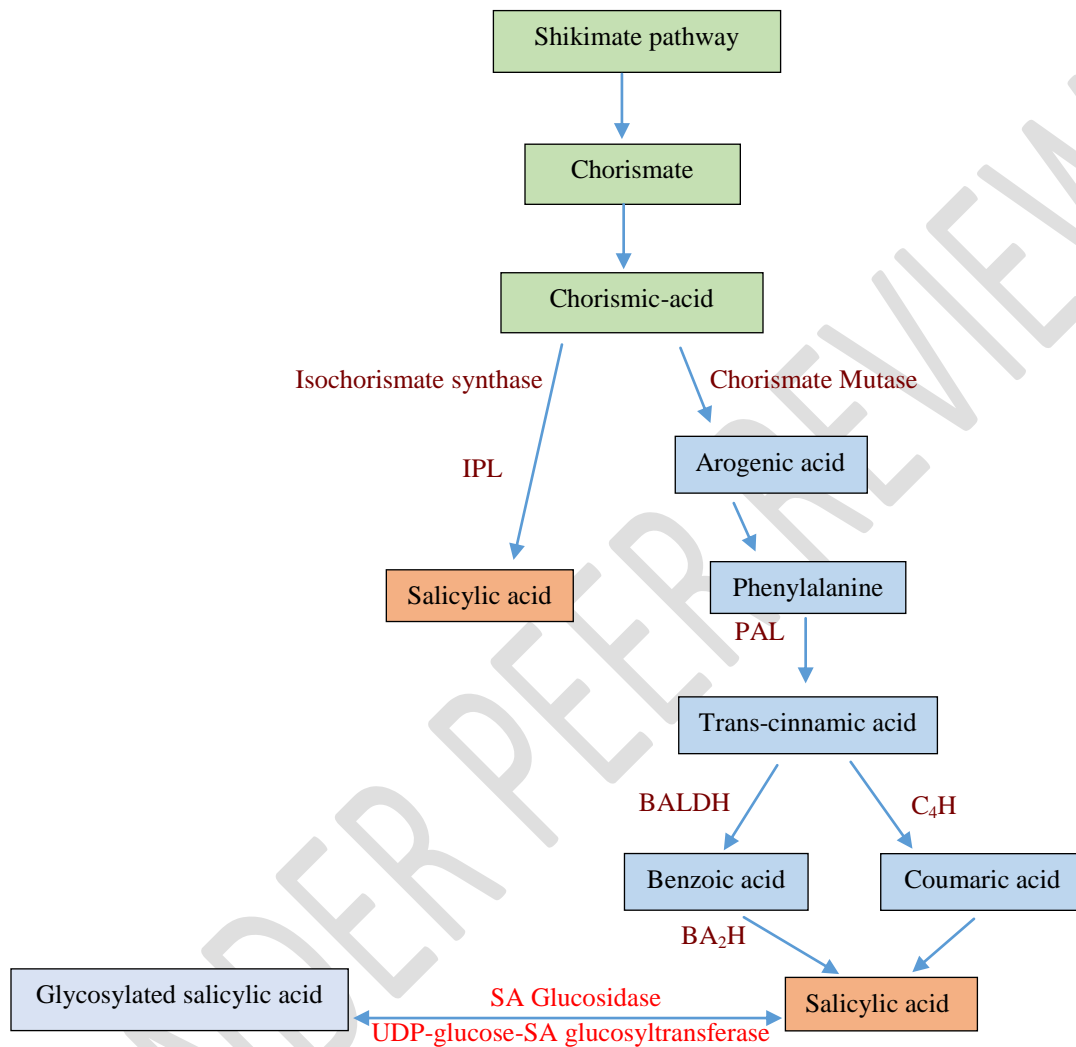 Shikimate pathway
Chorismate
Chorismic-acid
Isochorismate synthase
Chorismate Mutase
IPL
Arogenic acid
Salicylic acid
Phenylalanine
PAL
Trans-cinnamic acid
BALDH
C₄H
Benzoic acid
Coumaric acid
BA₂H
Glycosylated salicylic acid
SA Glucosidase
UDP-glucose-SA glucosyltransferase
Salicylic acid
UNDER PEER REVIEW